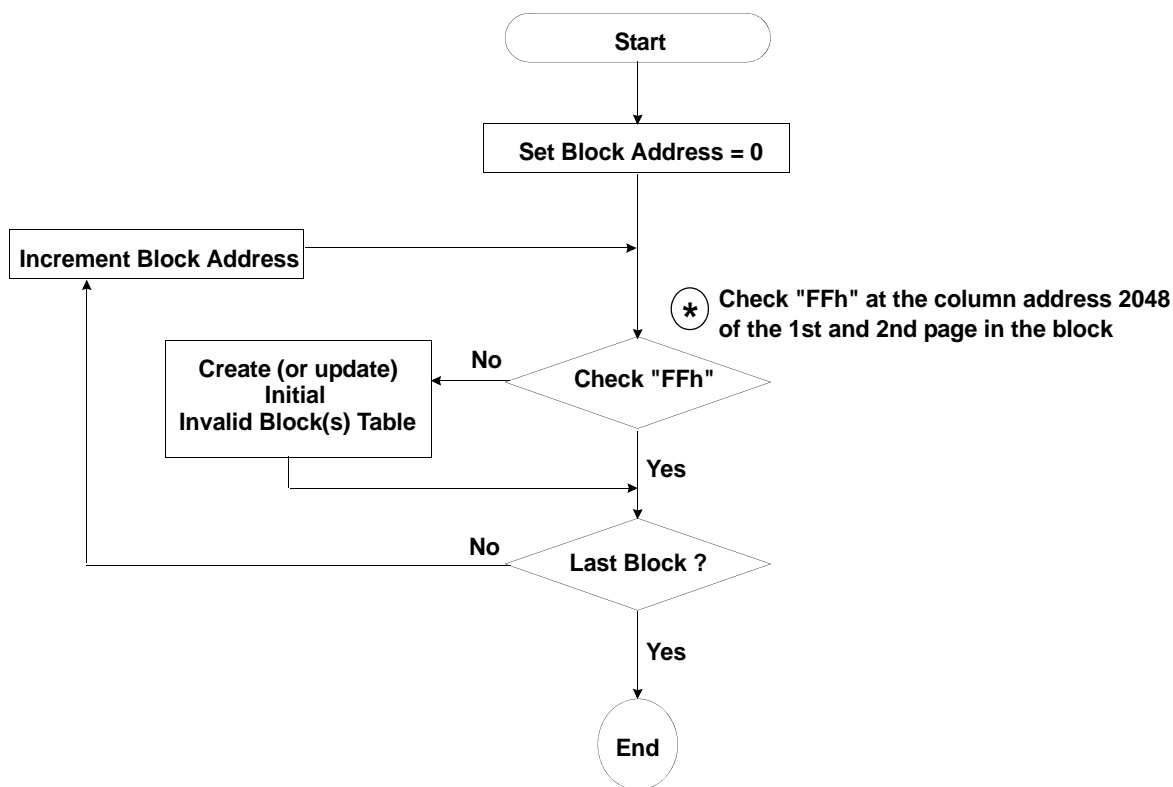 Start
Set Block Address = 0
Increment Block Address
* Check "FFh" at the column address 2048
of the 1st and 2nd page in the block
No
Create (or update)
Initial
Invalid Block(s) Table
Check "FFh"
Yes
No
Last Block ?
Yes
End